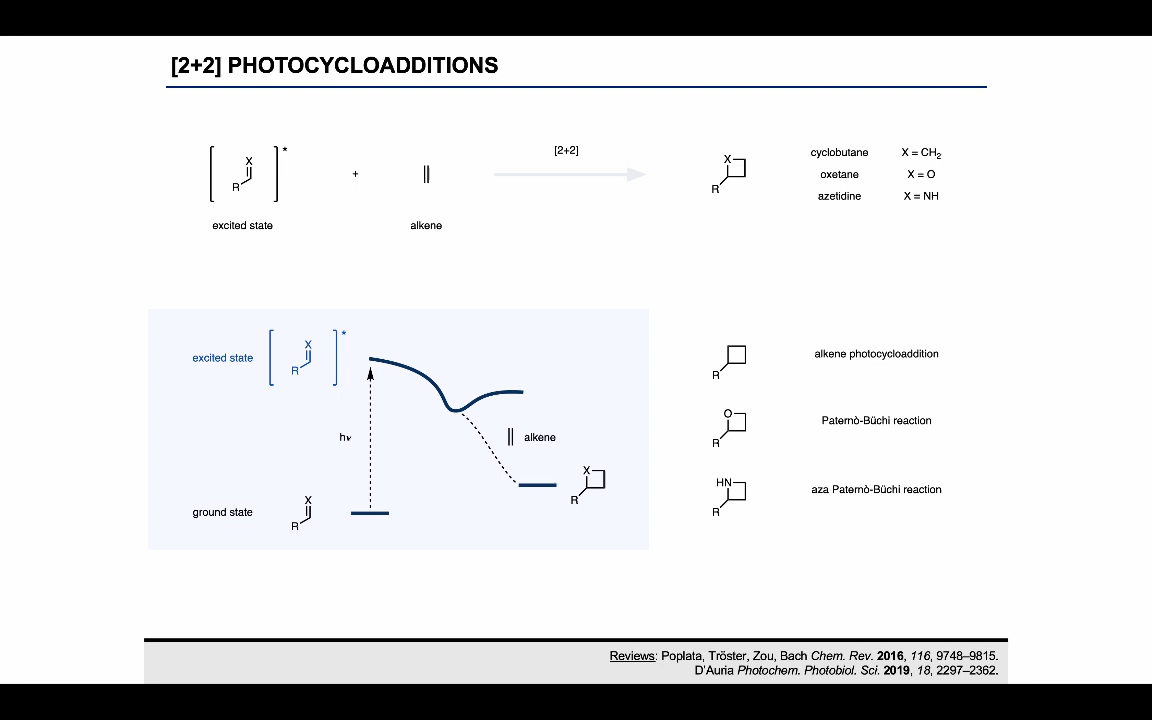 [2+2] PHOTOCYCLOADDITIONS
X
R
*
+
[2+2]
X
R
cyclobutane X = CH₂
oxetane X = O
azetidine X = NH
excited state
alkene
excited state
X
R
*
hν
alkene
X
R
ground state
X
R
R
alkene photocycloaddition
O
R
Paternò-Büchi reaction
HN
R
aza Paternò-Büchi reaction
Reviews: Poplata, Tröster, Zou, Bach Chem. Rev. 2016, 116, 9748–9815.
D'Auria Photochem. Photobiol. Sci. 2019, 18, 2297–2362.